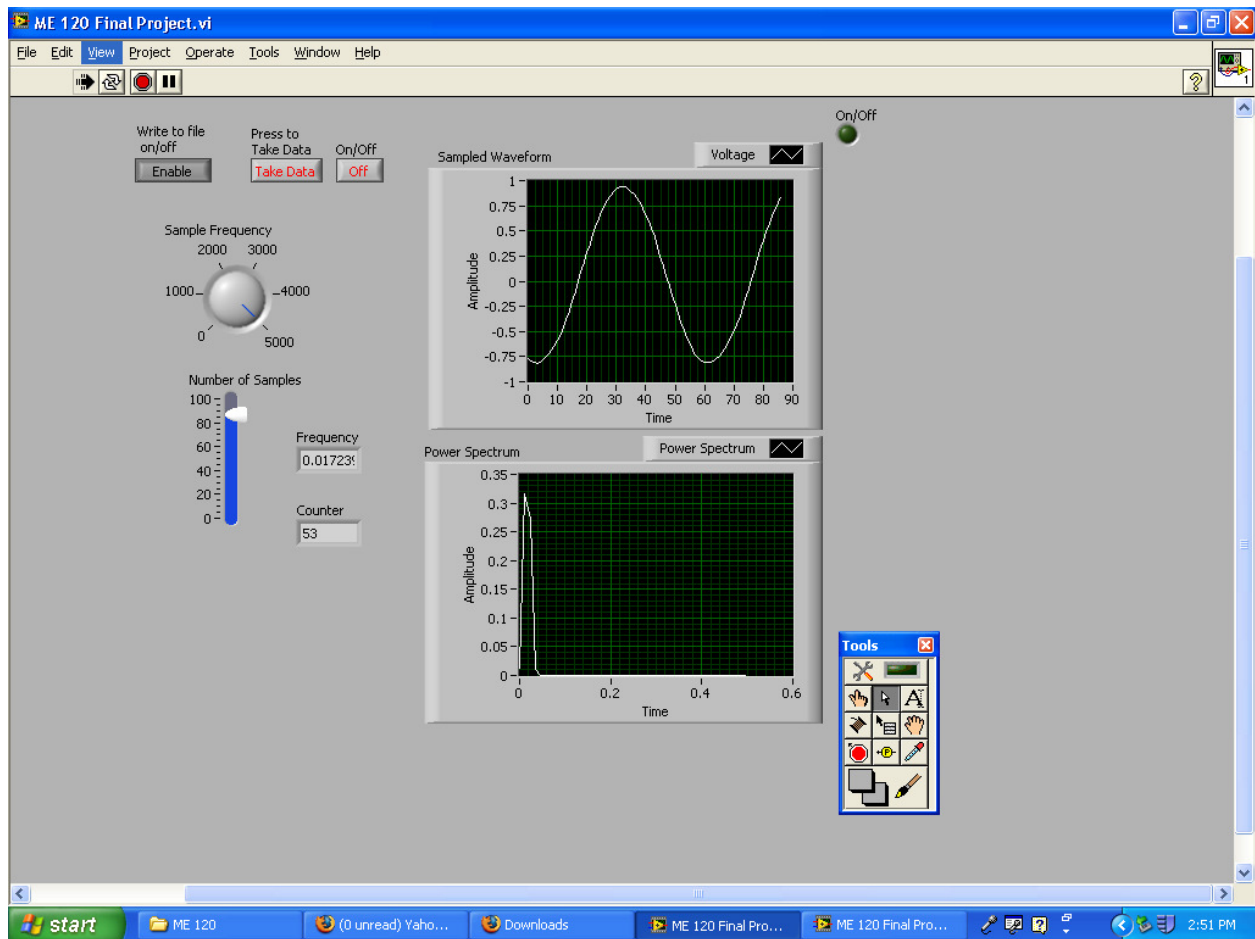 ME 120 Final Project.vi
File Edit View Project Operate Tools Window Help
1
Write to file
on/off
Enable
Press to
Take Data
Take Data
On/Off
Off
On/Off
Sample Frequency
2000 3000
1000 4000
0 5000
Number of Samples
100
80
60
40
20
0
Frequency
0.017239
Counter
53
Sampled Waveform
Voltage
1
0.75
0.5
0.25
0
-0.25
-0.5
-0.75
-1
Amplitude
0 10 20 30 40 50 60 70 80 90
Time
Power Spectrum
Power Spectrum
0.35
0.3
0.25
0.2
0.15
0.1
0.05
0
Amplitude
0 0.2 0.4 0.6
Time
Tools
A
P
start
ME 120
(0 unread) Yaho...
Downloads
ME 120 Final Pro...
ME 120 Final Pro...
2:51 PM